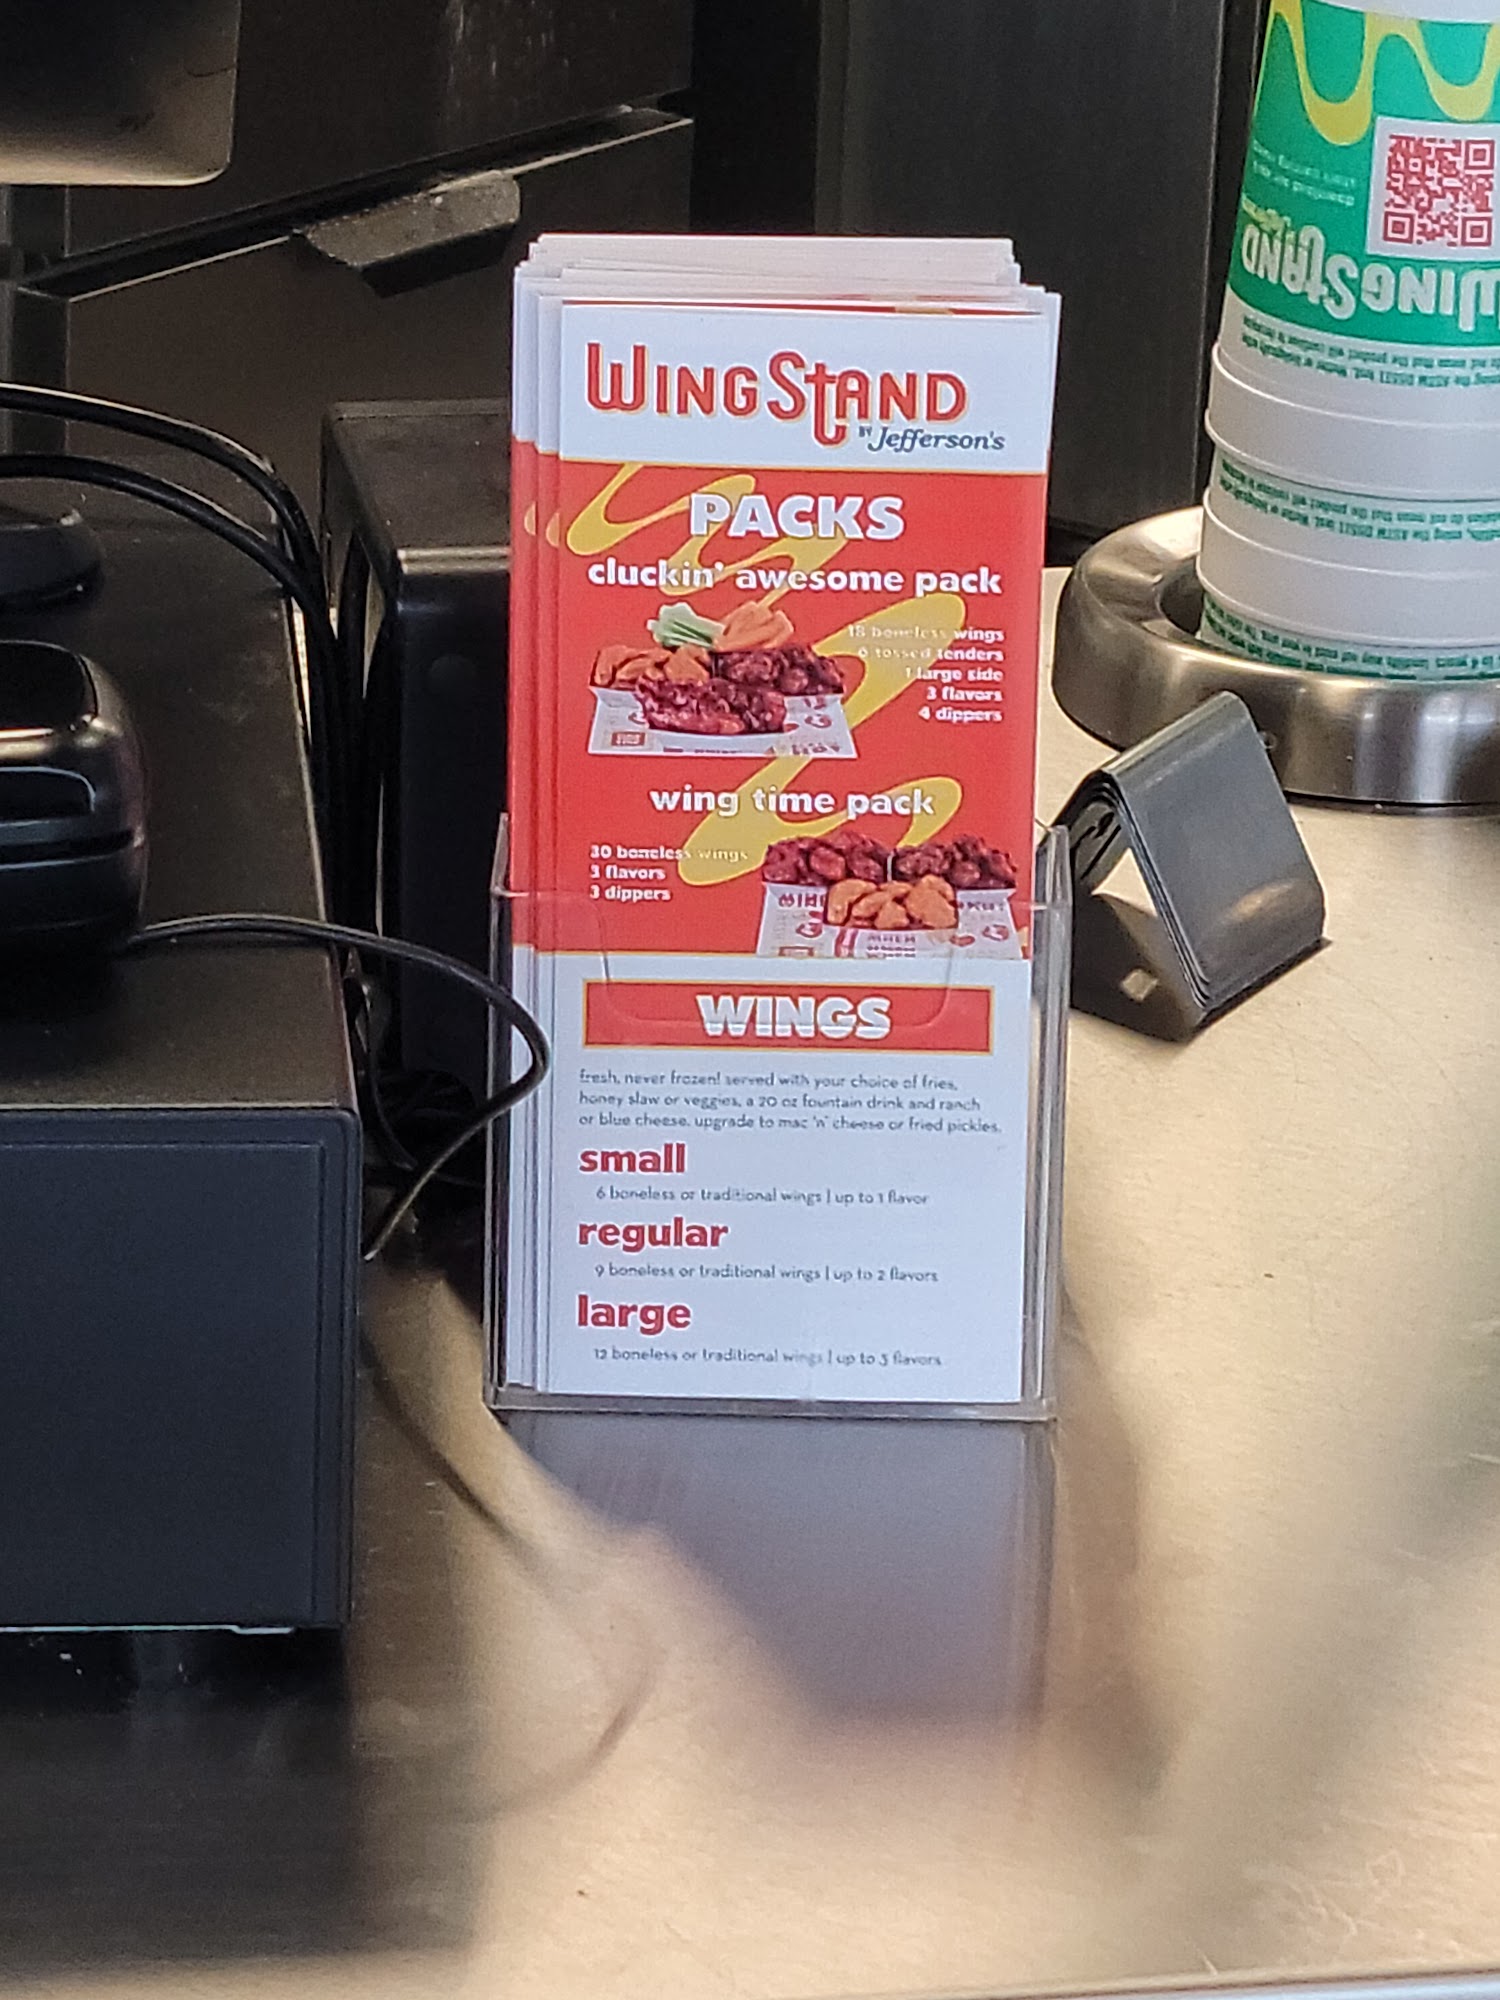 WINGSTAND
BY Jefferson's
PACKS
cluckin' awesome pack
18 boneless wings
6 tossed tenders
1 large side
3 flavors
4 dippers
wing time pack
30 boneless wings
3 flavors
3 dippers
WINGS
fresh, never frozen! served with your choice of fries,
honey slaw or veggies, a 20 oz fountain drink and ranch
or blue cheese. upgrade to mac 'n' cheese or fried pickles.
small
6 boneless or traditional wings | up to 1 flavor
regular
9 boneless or traditional wings | up to 2 flavors
large
12 boneless or traditional wings | up to 3 flavors
WINGSTAND